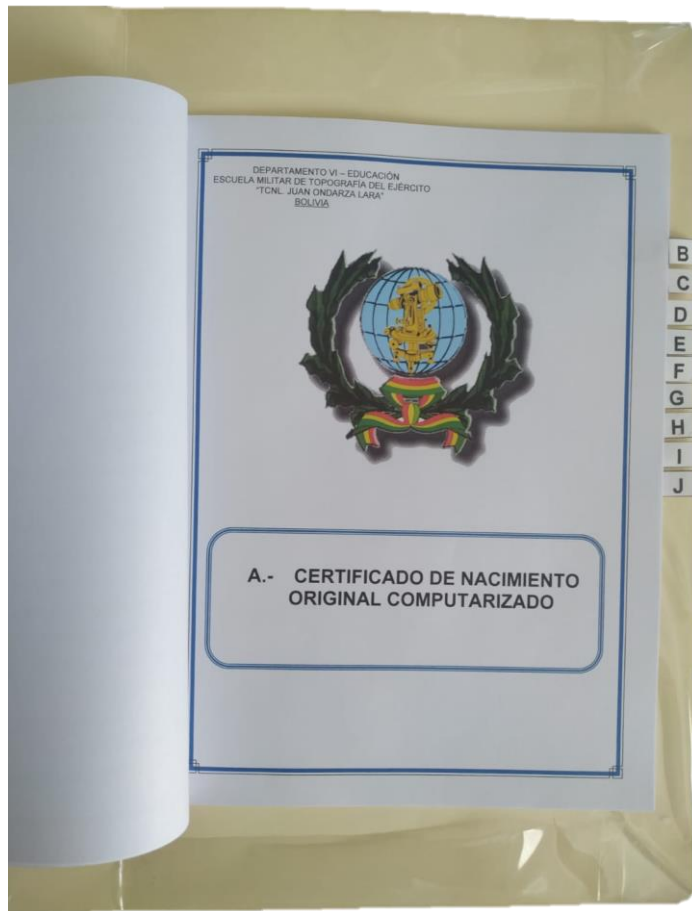 DEPARTAMENTO VI – EDUCACIÓN
ESCUELA MILITAR DE TOPOGRAFÍA DEL EJÉRCITO
"TCNL. JUAN ONDARZA LARA"
BOLIVIA
A.- CERTIFICADO DE NACIMIENTO
ORIGINAL COMPUTARIZADO
B
C
D
E
F
G
H
I
J